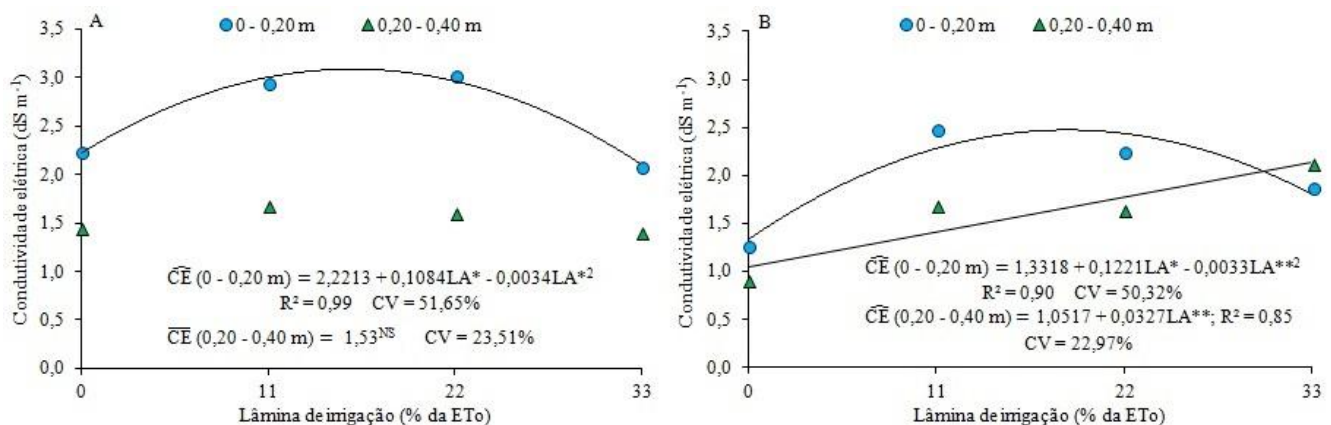 A
0 - 0,20 m
0,20 - 0,40 m
Condutividade elétrica (dS m⁻¹)
3,5
3,0
2,5
2,0
1,5
1,0
0,5
0,0
C͡E (0 - 0,20 m) = 2,2213 + 0,1084LA* - 0,0034LA*²
R² = 0,99 CV = 51,65%
C̅E̅ (0,20 - 0,40 m) = 1,53ᴺˢ CV = 23,51%
0
11
22
33
Lâmina de irrigação (% da ETo)
B
0 - 0,20 m
0,20 - 0,40 m
Condutividade elétrica (dS m⁻¹)
3,5
3,0
2,5
2,0
1,5
1,0
0,5
0,0
C͡E (0 - 0,20 m) = 1,3318 + 0,1221LA* - 0,0033LA**²
R² = 0,90 CV = 50,32%
C͡E (0,20 - 0,40 m) = 1,0517 + 0,0327LA**; R² = 0,85
CV = 22,97%
0
11
22
33
Lâmina de irrigação (% da ETo)